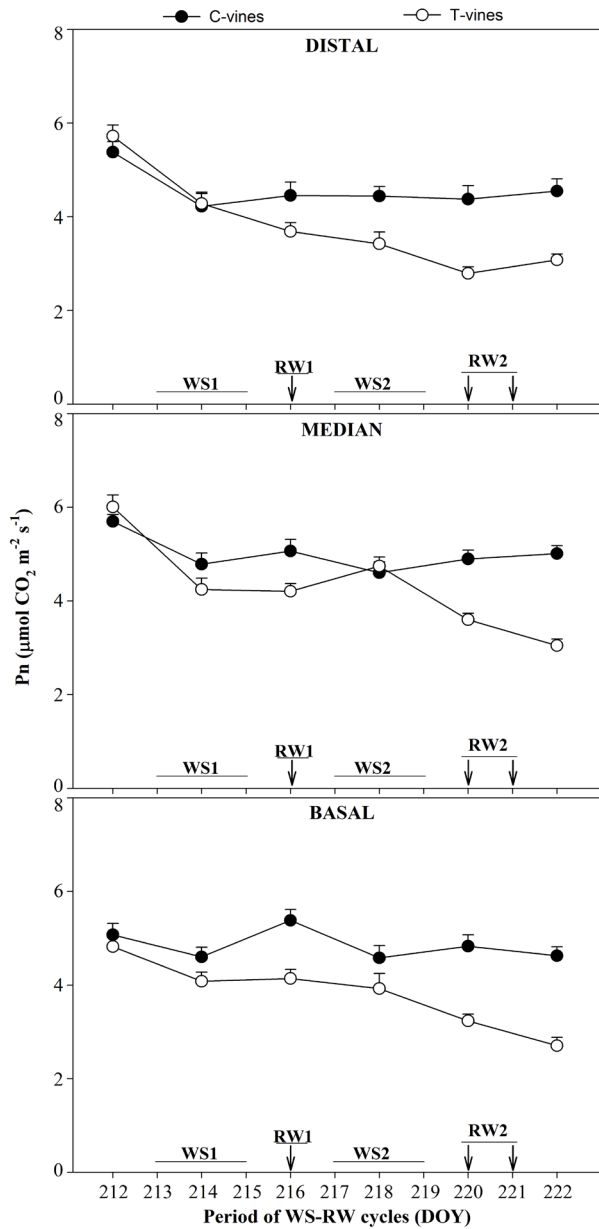 C-vines T-vines
8
DISTAL
6
4
2
0
WS1 RW1 WS2 RW2
8
MEDIAN
6
4
2
0
WS1 RW1 WS2 RW2
Pn (μmol CO₂ m⁻² s⁻¹)
8
BASAL
6
4
2
0
WS1 RW1 WS2 RW2
212 213 214 215 216 217 218 219 220 221 222
Period of WS-RW cycles (DOY)